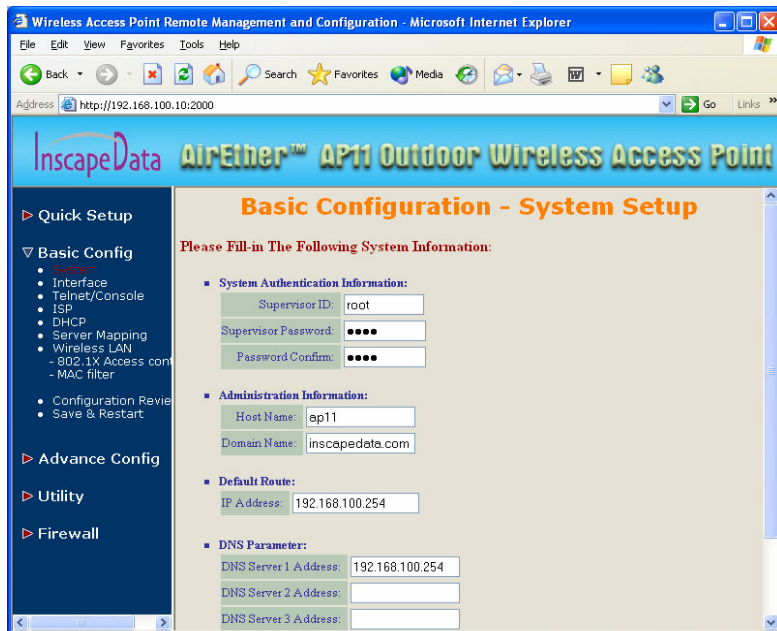 Wireless Access Point Remote Management and Configuration - Microsoft Internet Explorer
File Edit View Favorites Tools Help
Back Search Favorites Media
Address http://192.168.100.10:2000 Go Links »
InscapeData AirEther™ AP11 Outdoor Wireless Access Point
Quick Setup
Basic Config
System
Interface
Telnet/Console
ISP
DHCP
Server Mapping
Wireless LAN
- 802.1X Access cont
- MAC filter
Configuration Revie
Save & Restart
Advance Config
Utility
Firewall
Basic Configuration - System Setup
Please Fill-in The Following System Information:
System Authentication Information:
Supervisor ID: root
Supervisor Password: ●●●●
Password Confirm: ●●●●
Administration Information:
Host Name: ap11
Domain Name: inscapedata.com
Default Route:
IP Address: 192.168.100.254
DNS Parameter:
DNS Server 1 Address: 192.168.100.254
DNS Server 2 Address:
DNS Server 3 Address: